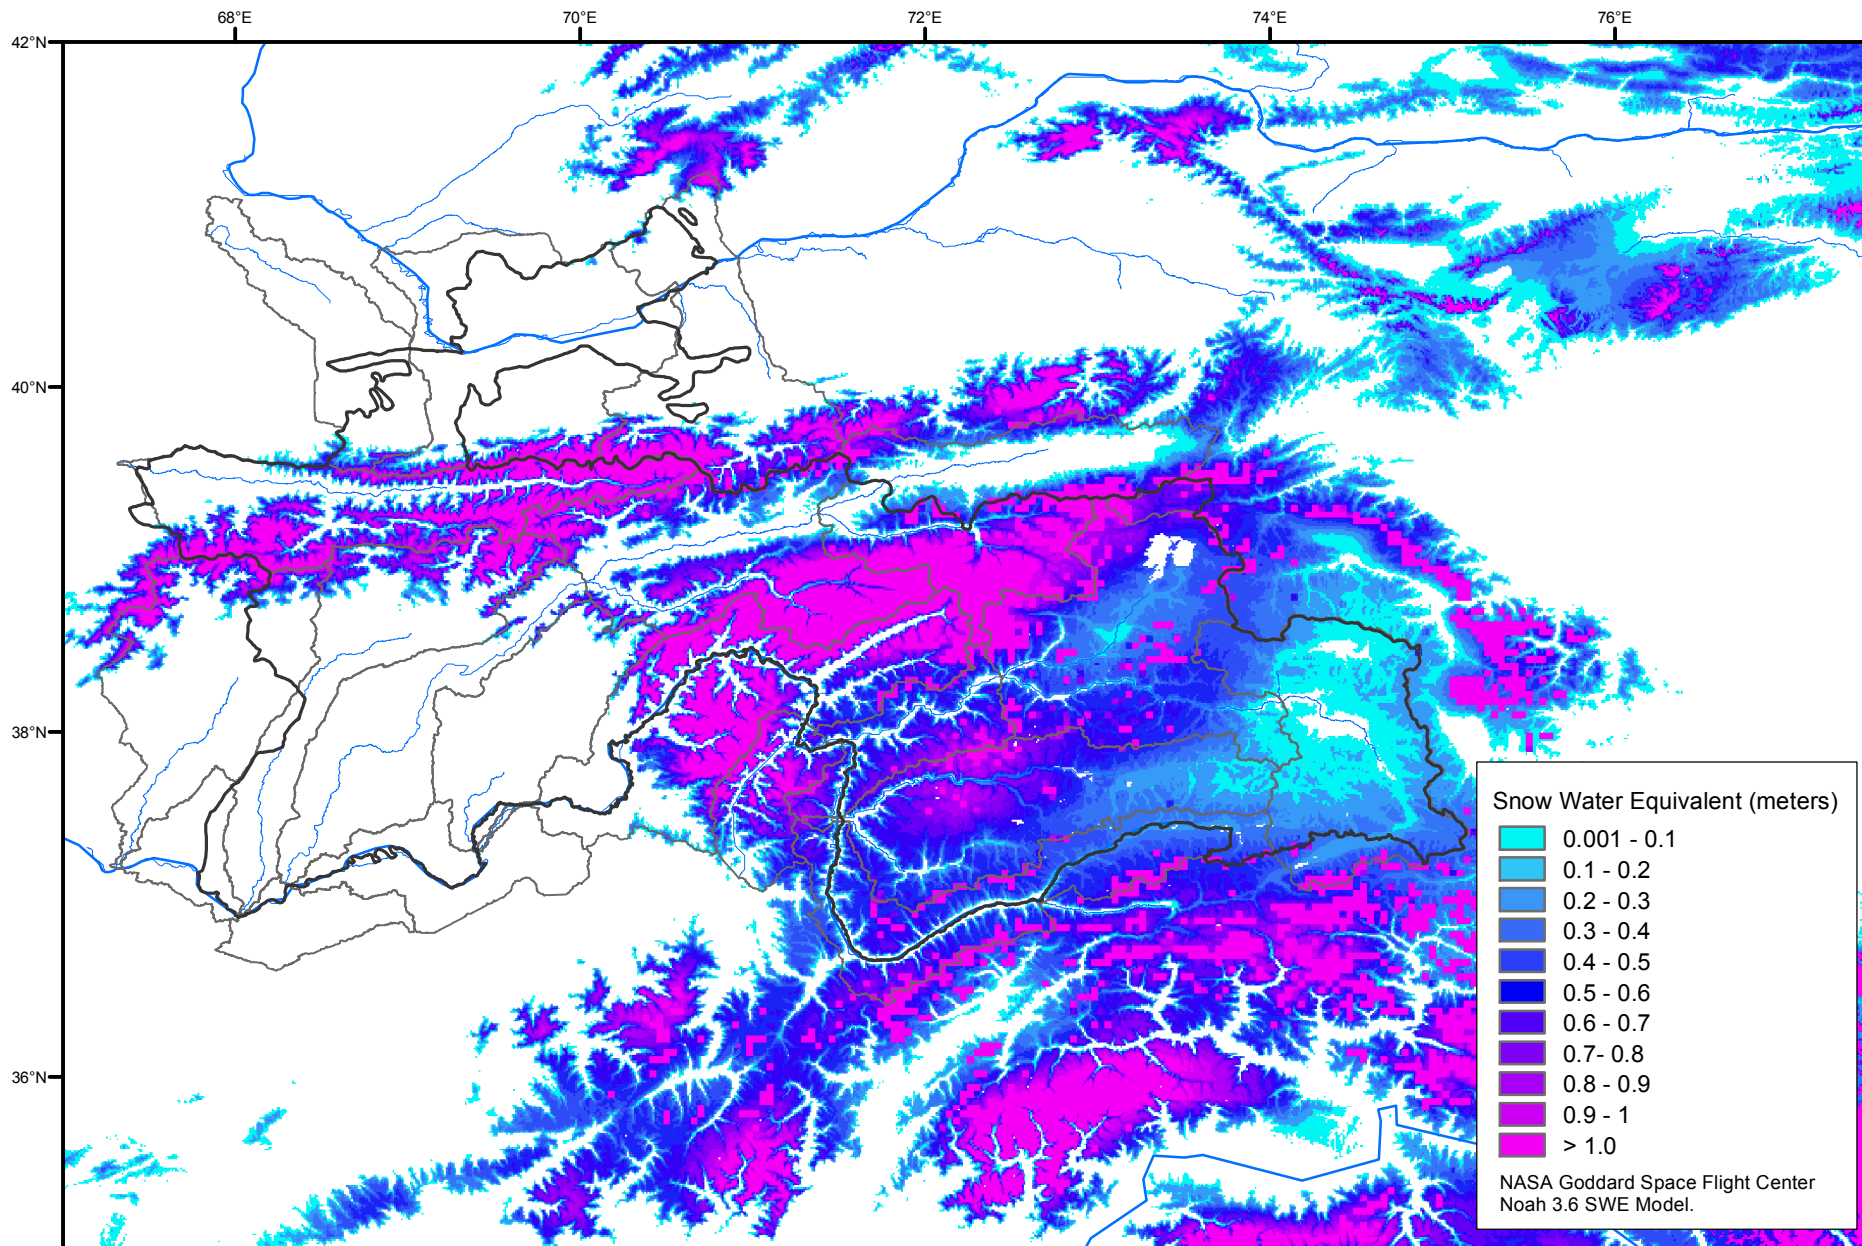 68°E 70°E 72°E 74°E 76°E
42°N
40°N
38°N
36°N
Snow Water Equivalent (meters)
0.001 - 0.1
0.1 - 0.2
0.2 - 0.3
0.3 - 0.4
0.4 - 0.5
0.5 - 0.6
0.6 - 0.7
0.7- 0.8
0.8 - 0.9
0.9 - 1
> 1.0
NASA Goddard Space Flight Center
Noah 3.6 SWE Model.